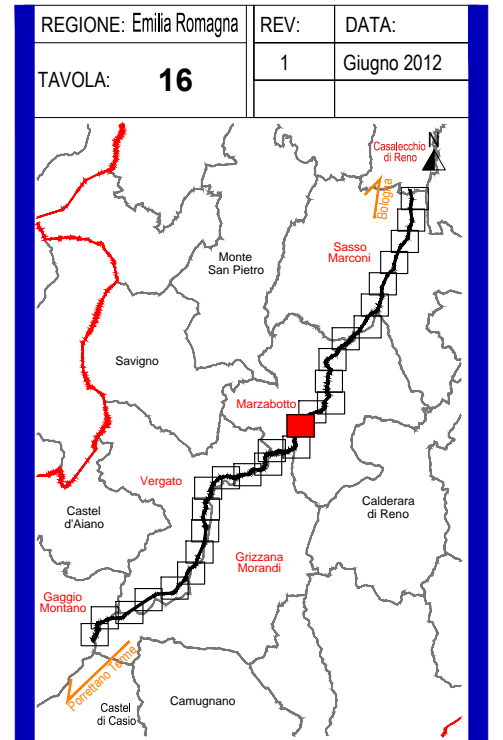 REGIONE: Emilia Romagna
REV:
DATA:
TAVOLA: 16
1
Giugno 2012
Casalecchio
di Reno
N
Bologna
Sasso
Marconi
Monte
San Pietro
Savigno
Marzabotto
Vergato
Castel
d'Aiano
Calderara
di Reno
Grizzana
Morandi
Gaggio
Montano
Porrettano Terme
Castel
di Casio
Camugnano